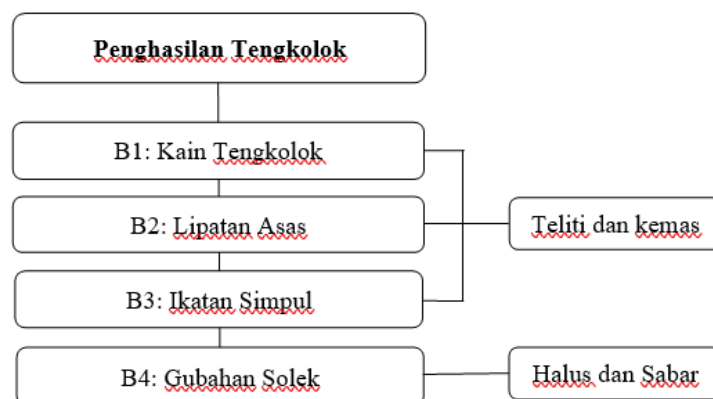 Penghasilan Tengkolok
B1: Kain Tengkolok
B2: Lipatan Asas
Teliti dan kemas
B3: Ikatan Simpul
B4: Gubahan Solek
Halus dan Sabar